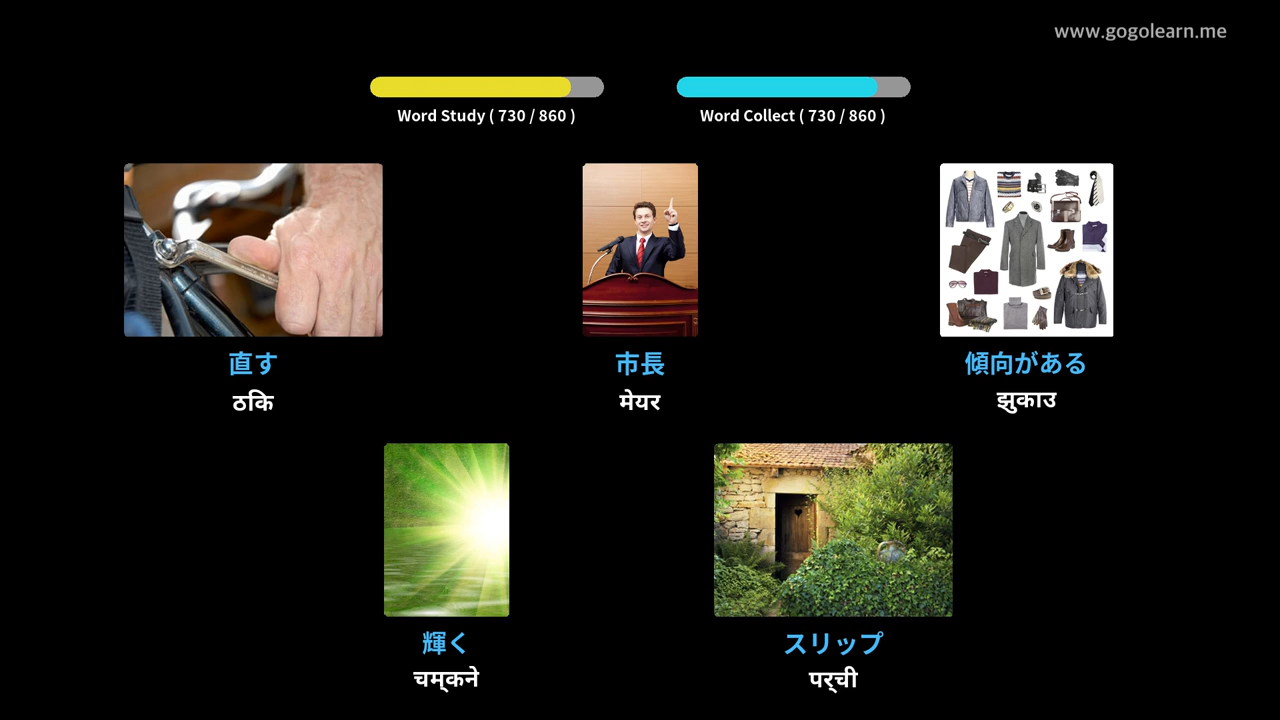 www.gogolearn.me
Word Study ( 730 / 860 )
Word Collect ( 730 / 860 )
直す
市長
傾向がある
ठीक
मेयर
झुकाउ
輝く
スリップ
चम्‌कने
पर्‌ची